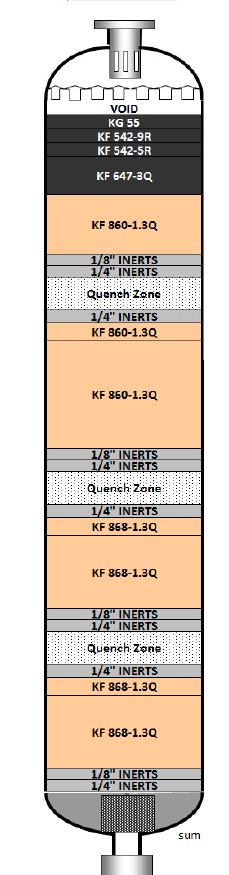 VOID
KG 55
KF 542-9R
KF 542-5R
KF 647-3Q
KF 860-1.3Q
1/8" INERTS
1/4" INERTS
Quench Zone
1/4" INERTS
KF 860-1.3Q
KF 860-1.3Q
1/8" INERTS
1/4" INERTS
Quench Zone
1/4" INERTS
KF 868-1.3Q
KF 868-1.3Q
1/8" INERTS
1/4" INERTS
Quench Zone
1/4" INERTS
KF 868-1.3Q
KF 868-1.3Q
1/8" INERTS
1/4" INERTS
sum